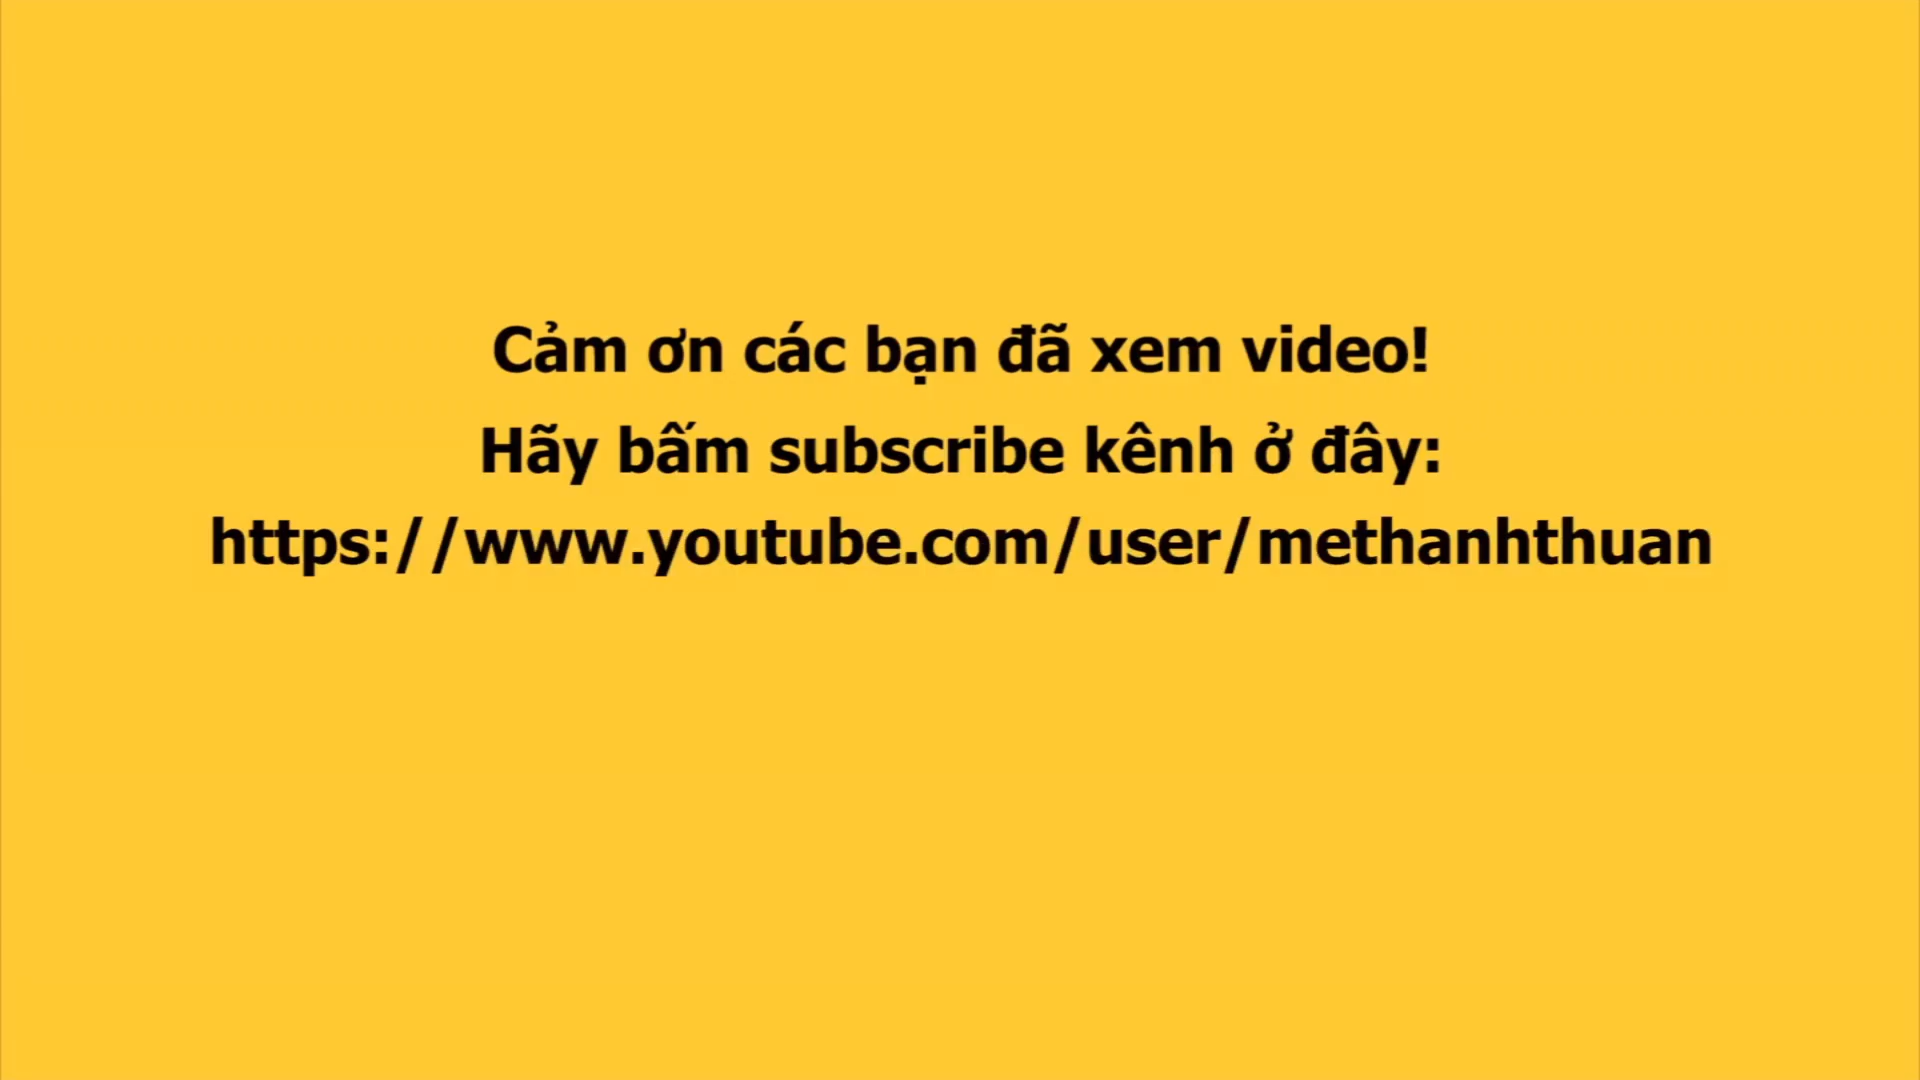 Cảm ơn các bạn đã xem video!
Hãy bấm subscribe kênh ở đây:
https://www.youtube.com/user/methanhthuan